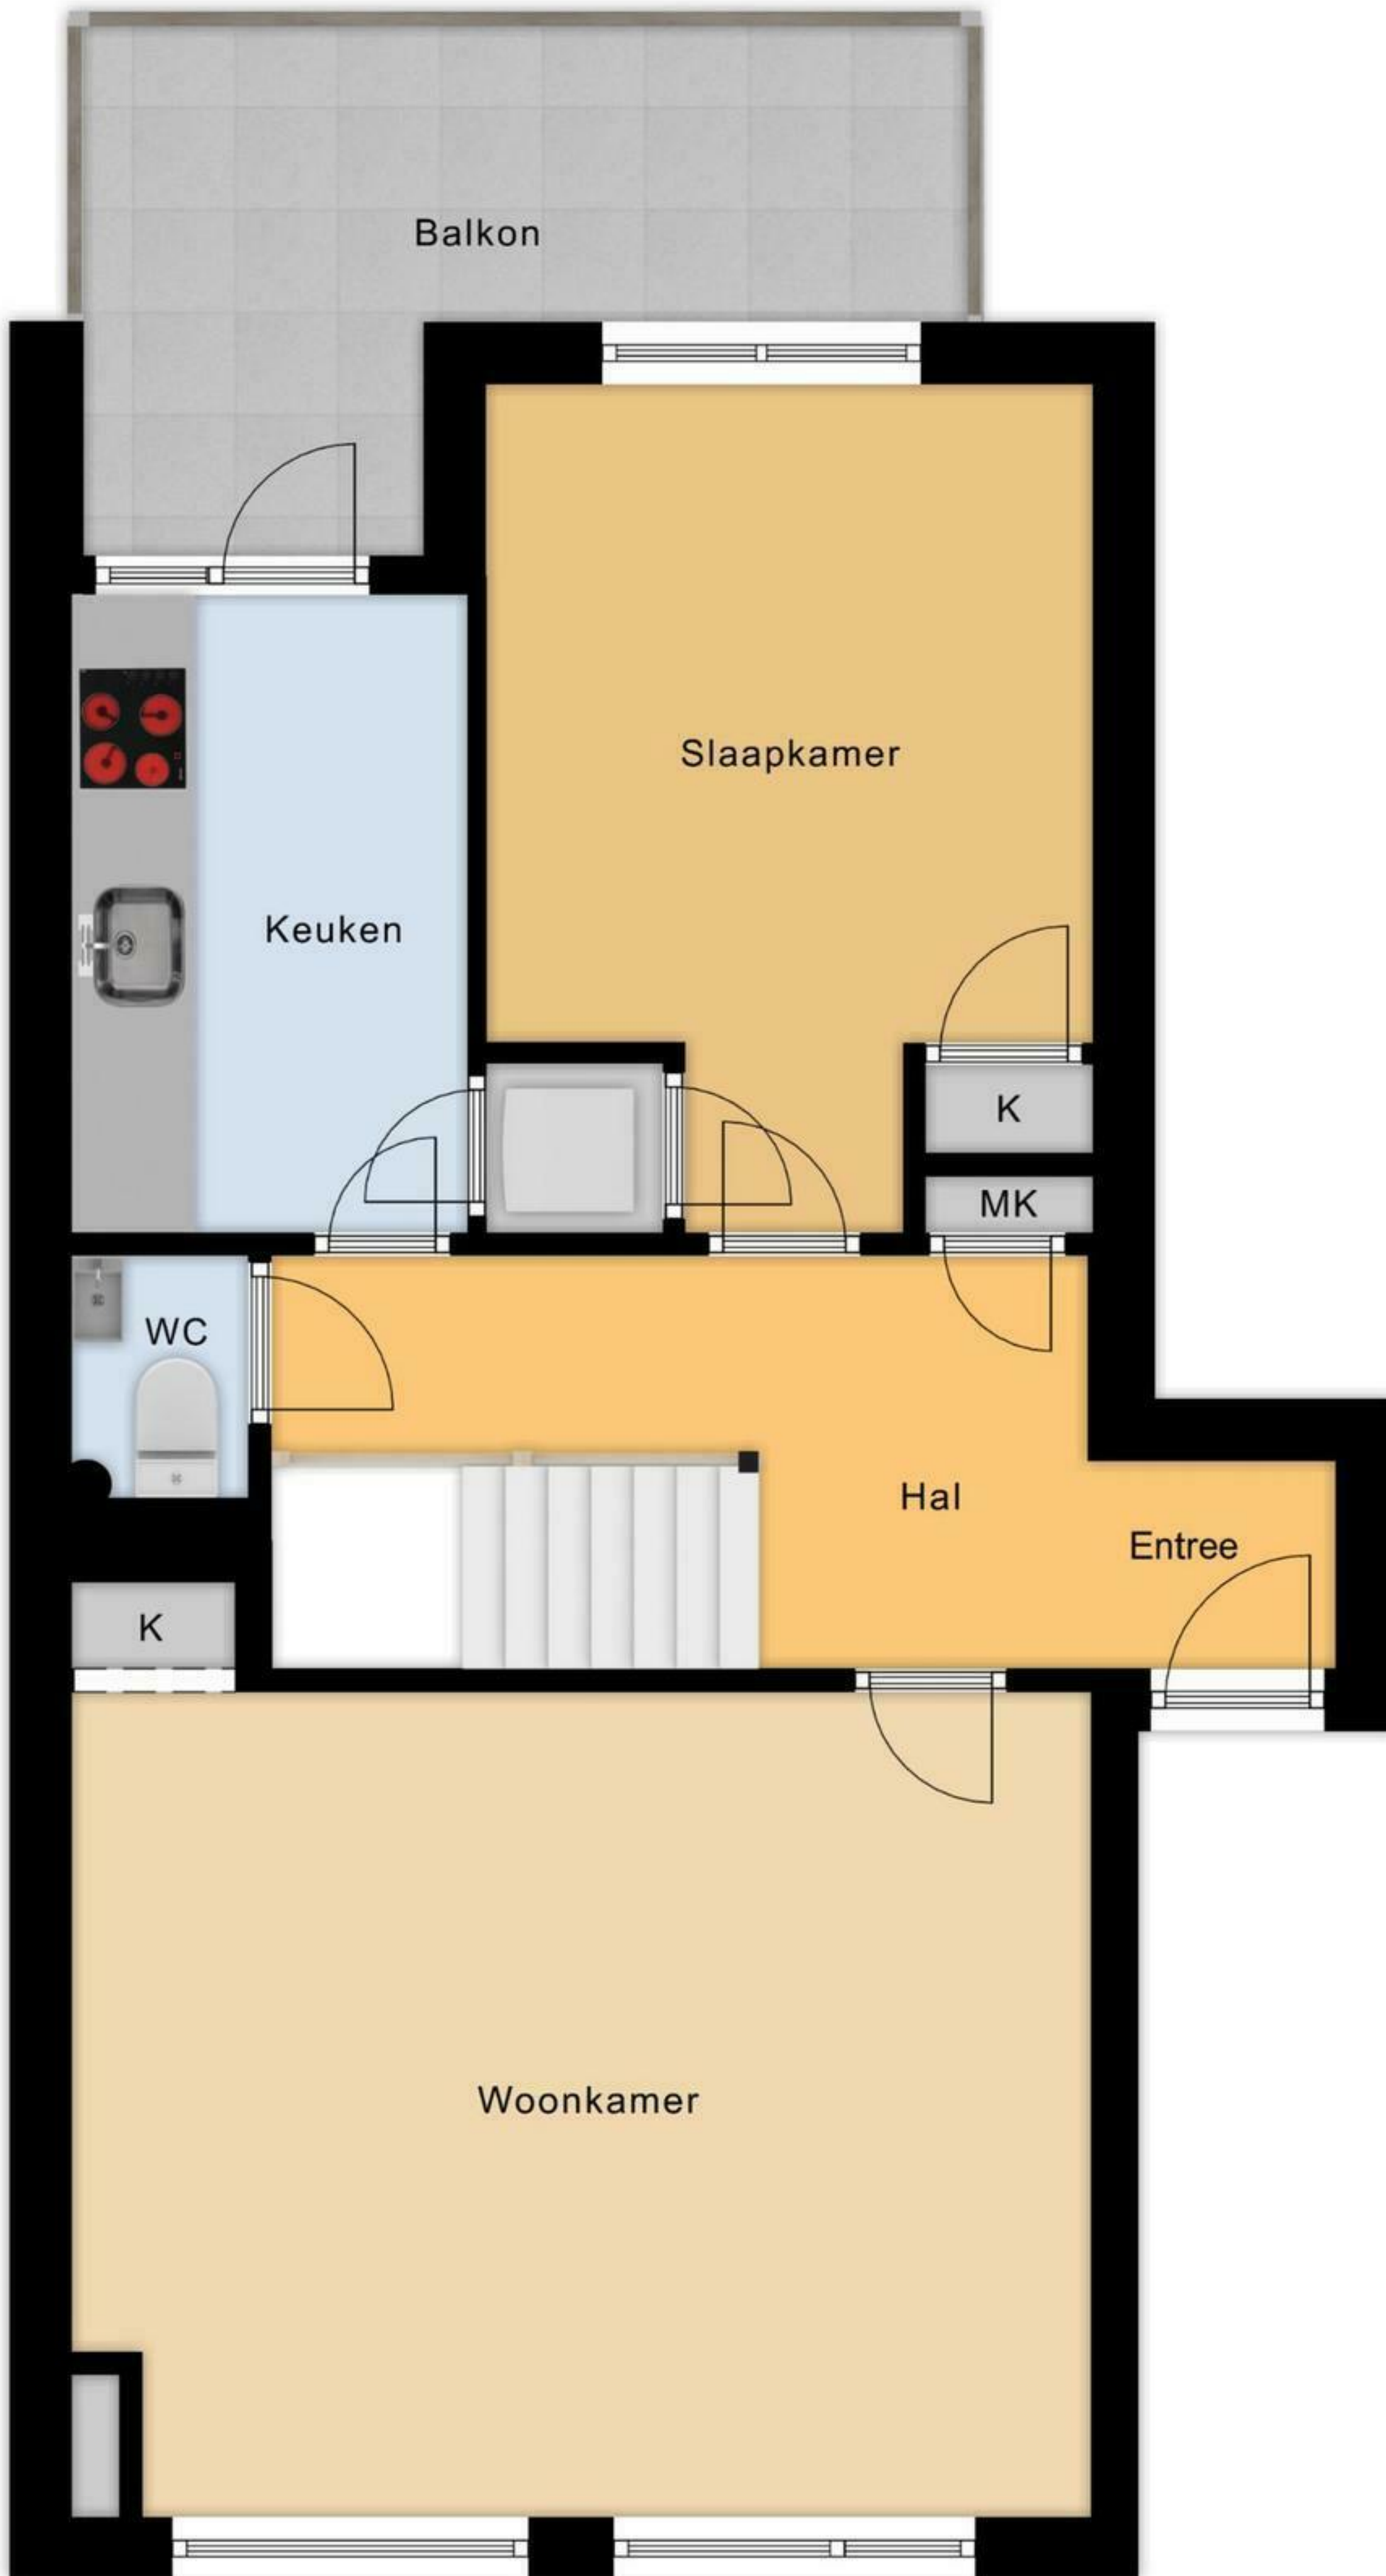 Balkon
Slaapkamer
Keuken
K
MK
WC
Hal
Entree
K
Woonkamer